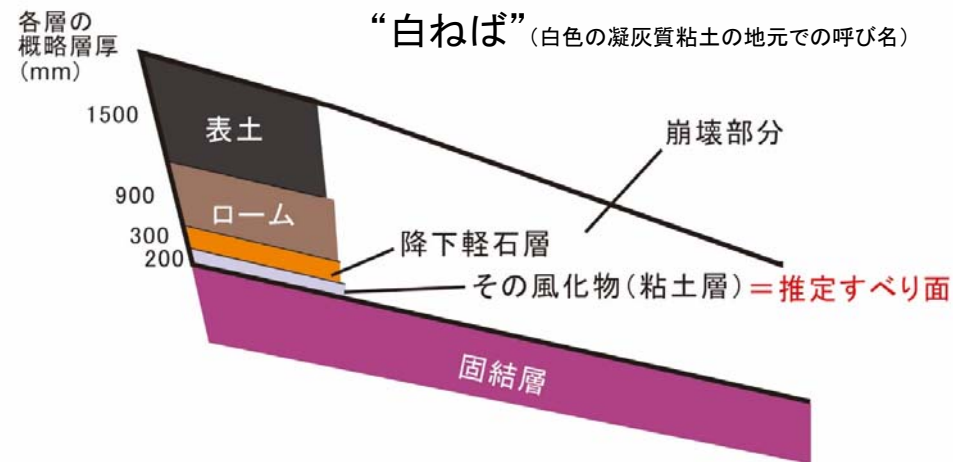 各層の
概略層厚
(mm)
“白ねば”(白色の凝灰質粘土の地元での呼び名)
1500
表土
崩壊部分
900
ローム
300
降下軽石層
200
その風化物(粘土層)=推定すべり面
固結層